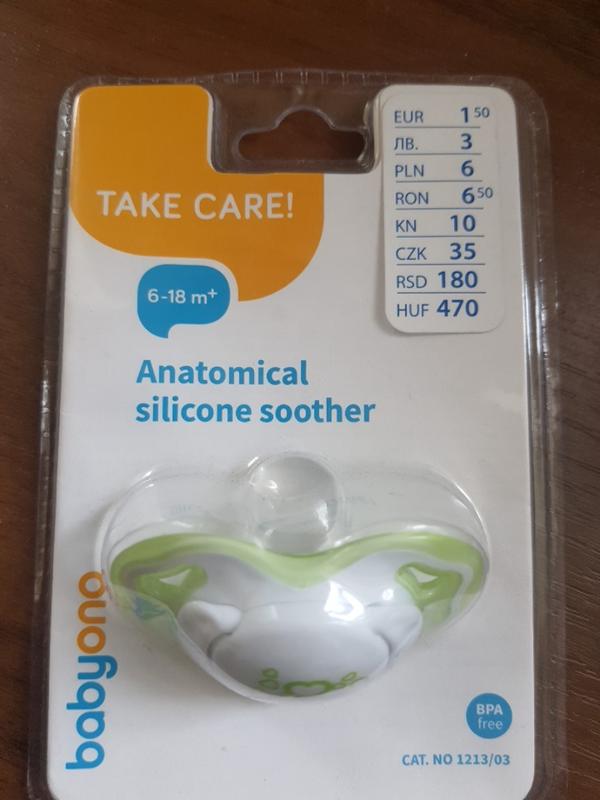 TAKE CARE!
6-18 m+
EUR 1 50
ЛВ. 3
PLN 6
RON 6 50
KN 10
CZK 35
RSD 180
HUF 470
Anatomical
silicone soother
babyono
BPA
free
CAT. NO 1213/03